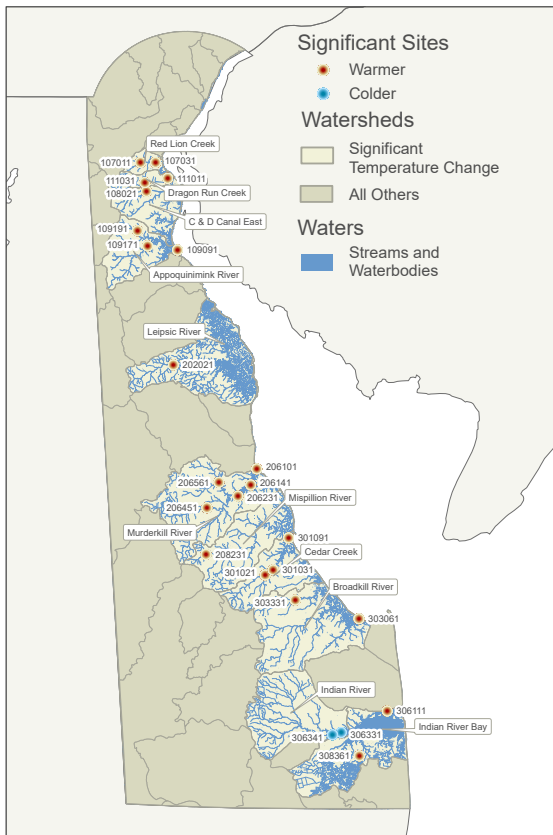 Significant Sites
Warmer
Colder
Watersheds
Significant
Temperature Change
All Others
Waters
Streams and
Waterbodies
Red Lion Creek
107011
107031
111031
111011
108021
Dragon Run Creek
C & D Canal East
109191
109171
109091
Appoquinimink River
Leipsic River
202021
206101
206561
206141
206231
Mispillion River
206451
Murderkill River
301091
208231
Cedar Creek
301021
301031
Broadkill River
303331
303061
Indian River
306111
Indian River Bay
306341
306331
308361